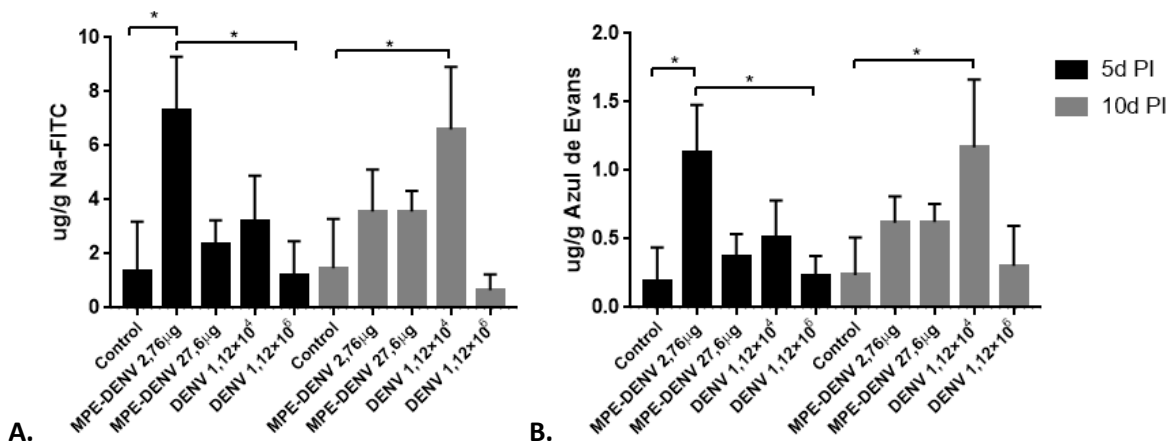 *
*
*
10
8
6
4
2
0
ug/g Na-FITC
Control
MPE-DENV 2,76µg
MPE-DENV 27,6µg
DENV 1,12×10⁴
DENV 1,12×10⁶
Control
MPE-DENV 2,76µg
MPE-DENV 27,6µg
DENV 1,12×10⁴
DENV 1,12×10⁶
A.
*
*
*
2.0
1.5
1.0
0.5
0.0
ug/g Azul de Evans
Control
MPE-DENV 2,76µg
MPE-DENV 27,6µg
DENV 1,12×10⁴
DENV 1,12×10⁶
Control
MPE-DENV 2,76µg
MPE-DENV 27,6µg
DENV 1,12×10⁴
DENV 1,12×10⁶
B.
5d PI
10d PI